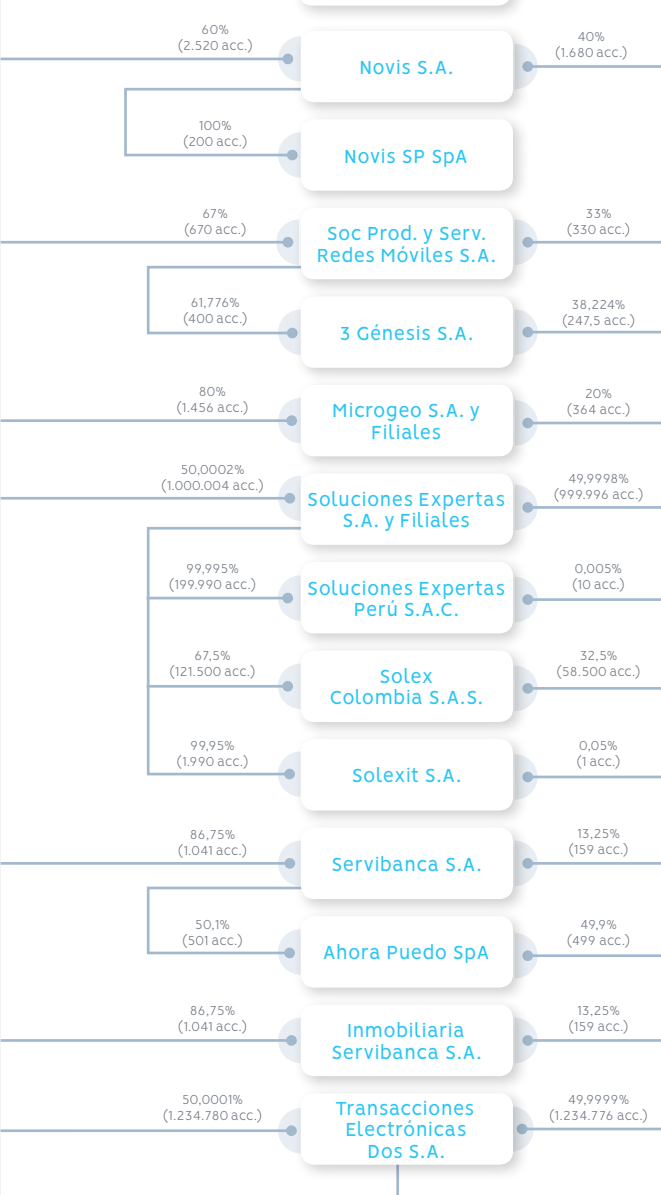 60%
(2.520 acc.)
Novis S.A.
40%
(1.680 acc.)
100%
(200 acc.)
Novis SP SpA
67%
(670 acc.)
Soc Prod. y Serv.
Redes Móviles S.A.
33%
(330 acc.)
61,776%
(400 acc.)
3 Génesis S.A.
38,224%
(247,5 acc.)
80%
(1.456 acc.)
Microgeo S.A. y
Filiales
20%
(364 acc.)
50,0002%
(1.000.004 acc.)
Soluciones Expertas
S.A. y Filiales
49,9998%
(999.996 acc.)
99,995%
(199.990 acc.)
Soluciones Expertas
Perú S.A.C.
0,005%
(10 acc.)
67,5%
(121.500 acc.)
Solex
Colombia S.A.S.
32,5%
(58.500 acc.)
99,95%
(1.990 acc.)
Solexit S.A.
0,05%
(1 acc.)
86,75%
(1.041 acc.)
Servibanca S.A.
13,25%
(159 acc.)
50,1%
(501 acc.)
Ahora Puedo SpA
49,9%
(499 acc.)
86,75%
(1.041 acc.)
Inmobiliaria
Servibanca S.A.
13,25%
(159 acc.)
50,0001%
(1.234.780 acc.)
Transacciones
Electrónicas
Dos S.A.
49,9999%
(1.234.776 acc.)